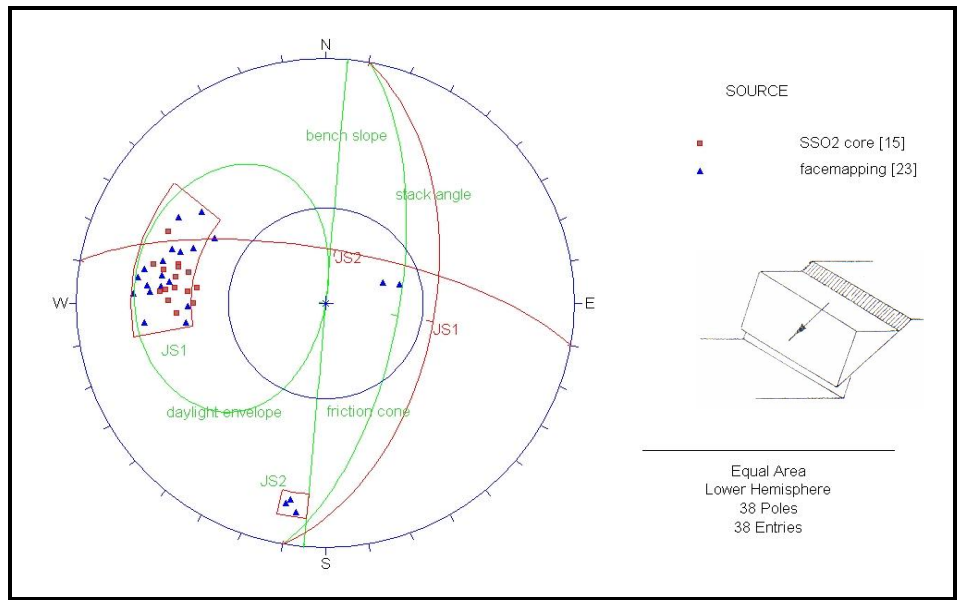 N
bench slope
stack angle
JS2
W
E
JS1
JS1
daylight envelope
friction cone
JS2
S
SOURCE
SSO2 core [15]
facemapping [23]
Equal Area
Lower Hemisphere
38 Poles
38 Entries